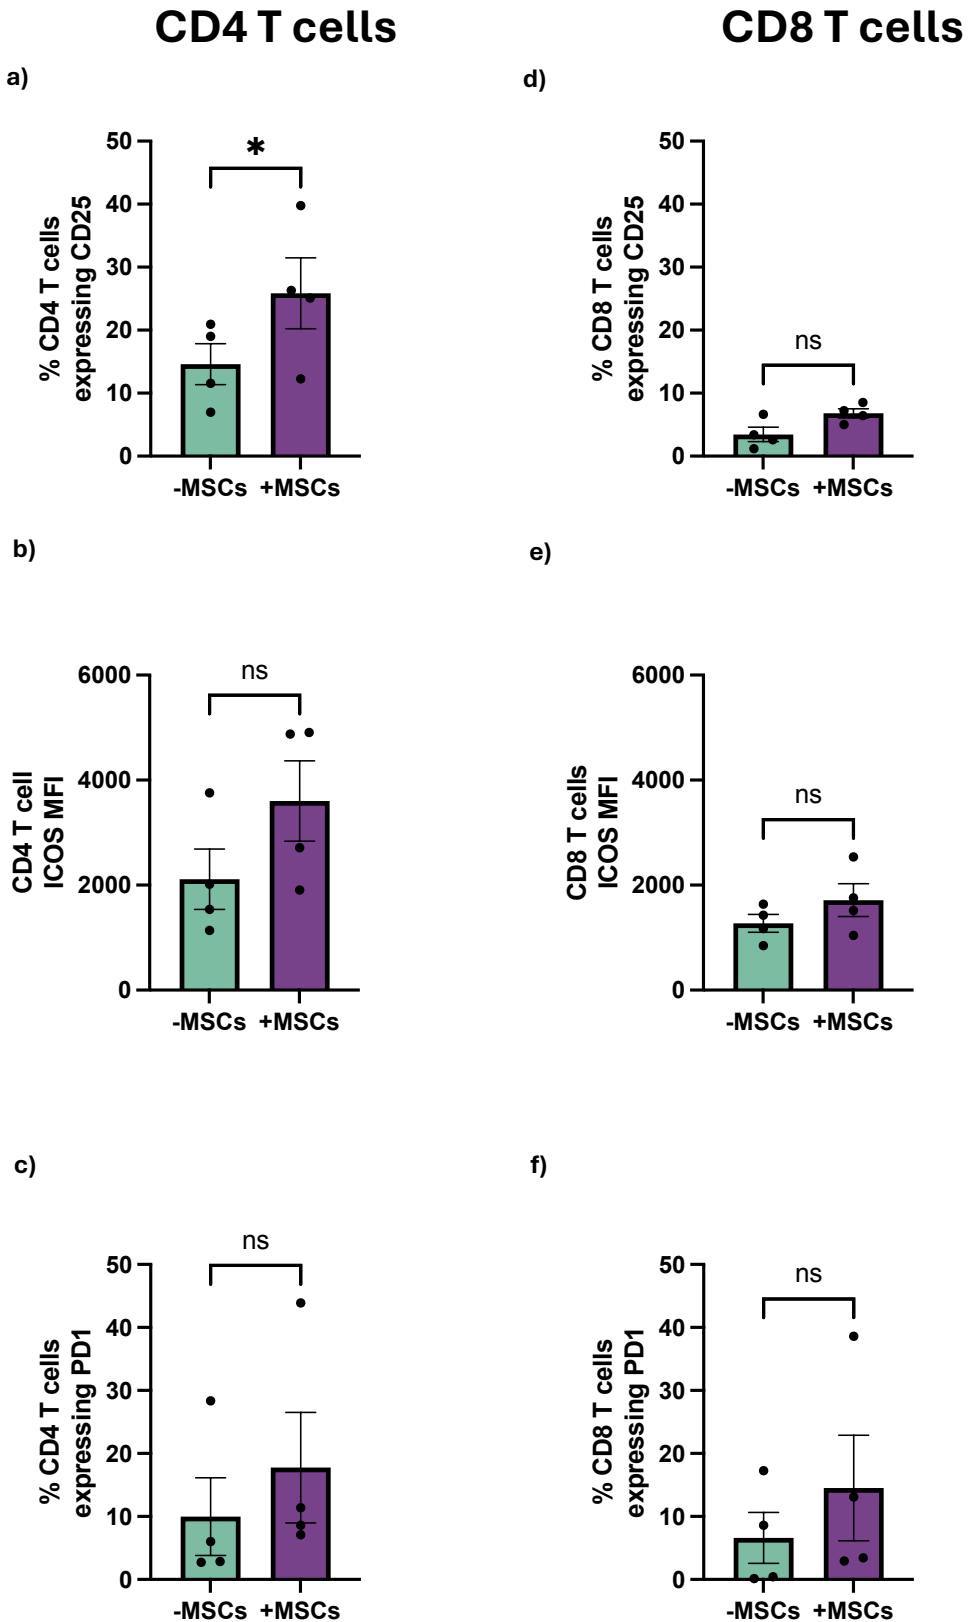 CD4 T cells
CD8 T cells
a)
50
40
30
20
10
0
% CD4 T cells
expressing CD25
*
-MSCs +MSCs
d)
50
40
30
20
10
0
% CD8 T cells
expressing CD25
ns
-MSCs +MSCs
b)
6000
4000
2000
0
CD4 T cell
ICOS MFI
ns
-MSCs +MSCs
e)
6000
4000
2000
0
CD8 T cells
ICOS MFI
ns
-MSCs +MSCs
c)
50
40
30
20
10
0
% CD4 T cells
expressing PD1
ns
-MSCs +MSCs
f)
50
40
30
20
10
0
% CD8 T cells
expressing PD1
ns
-MSCs +MSCs